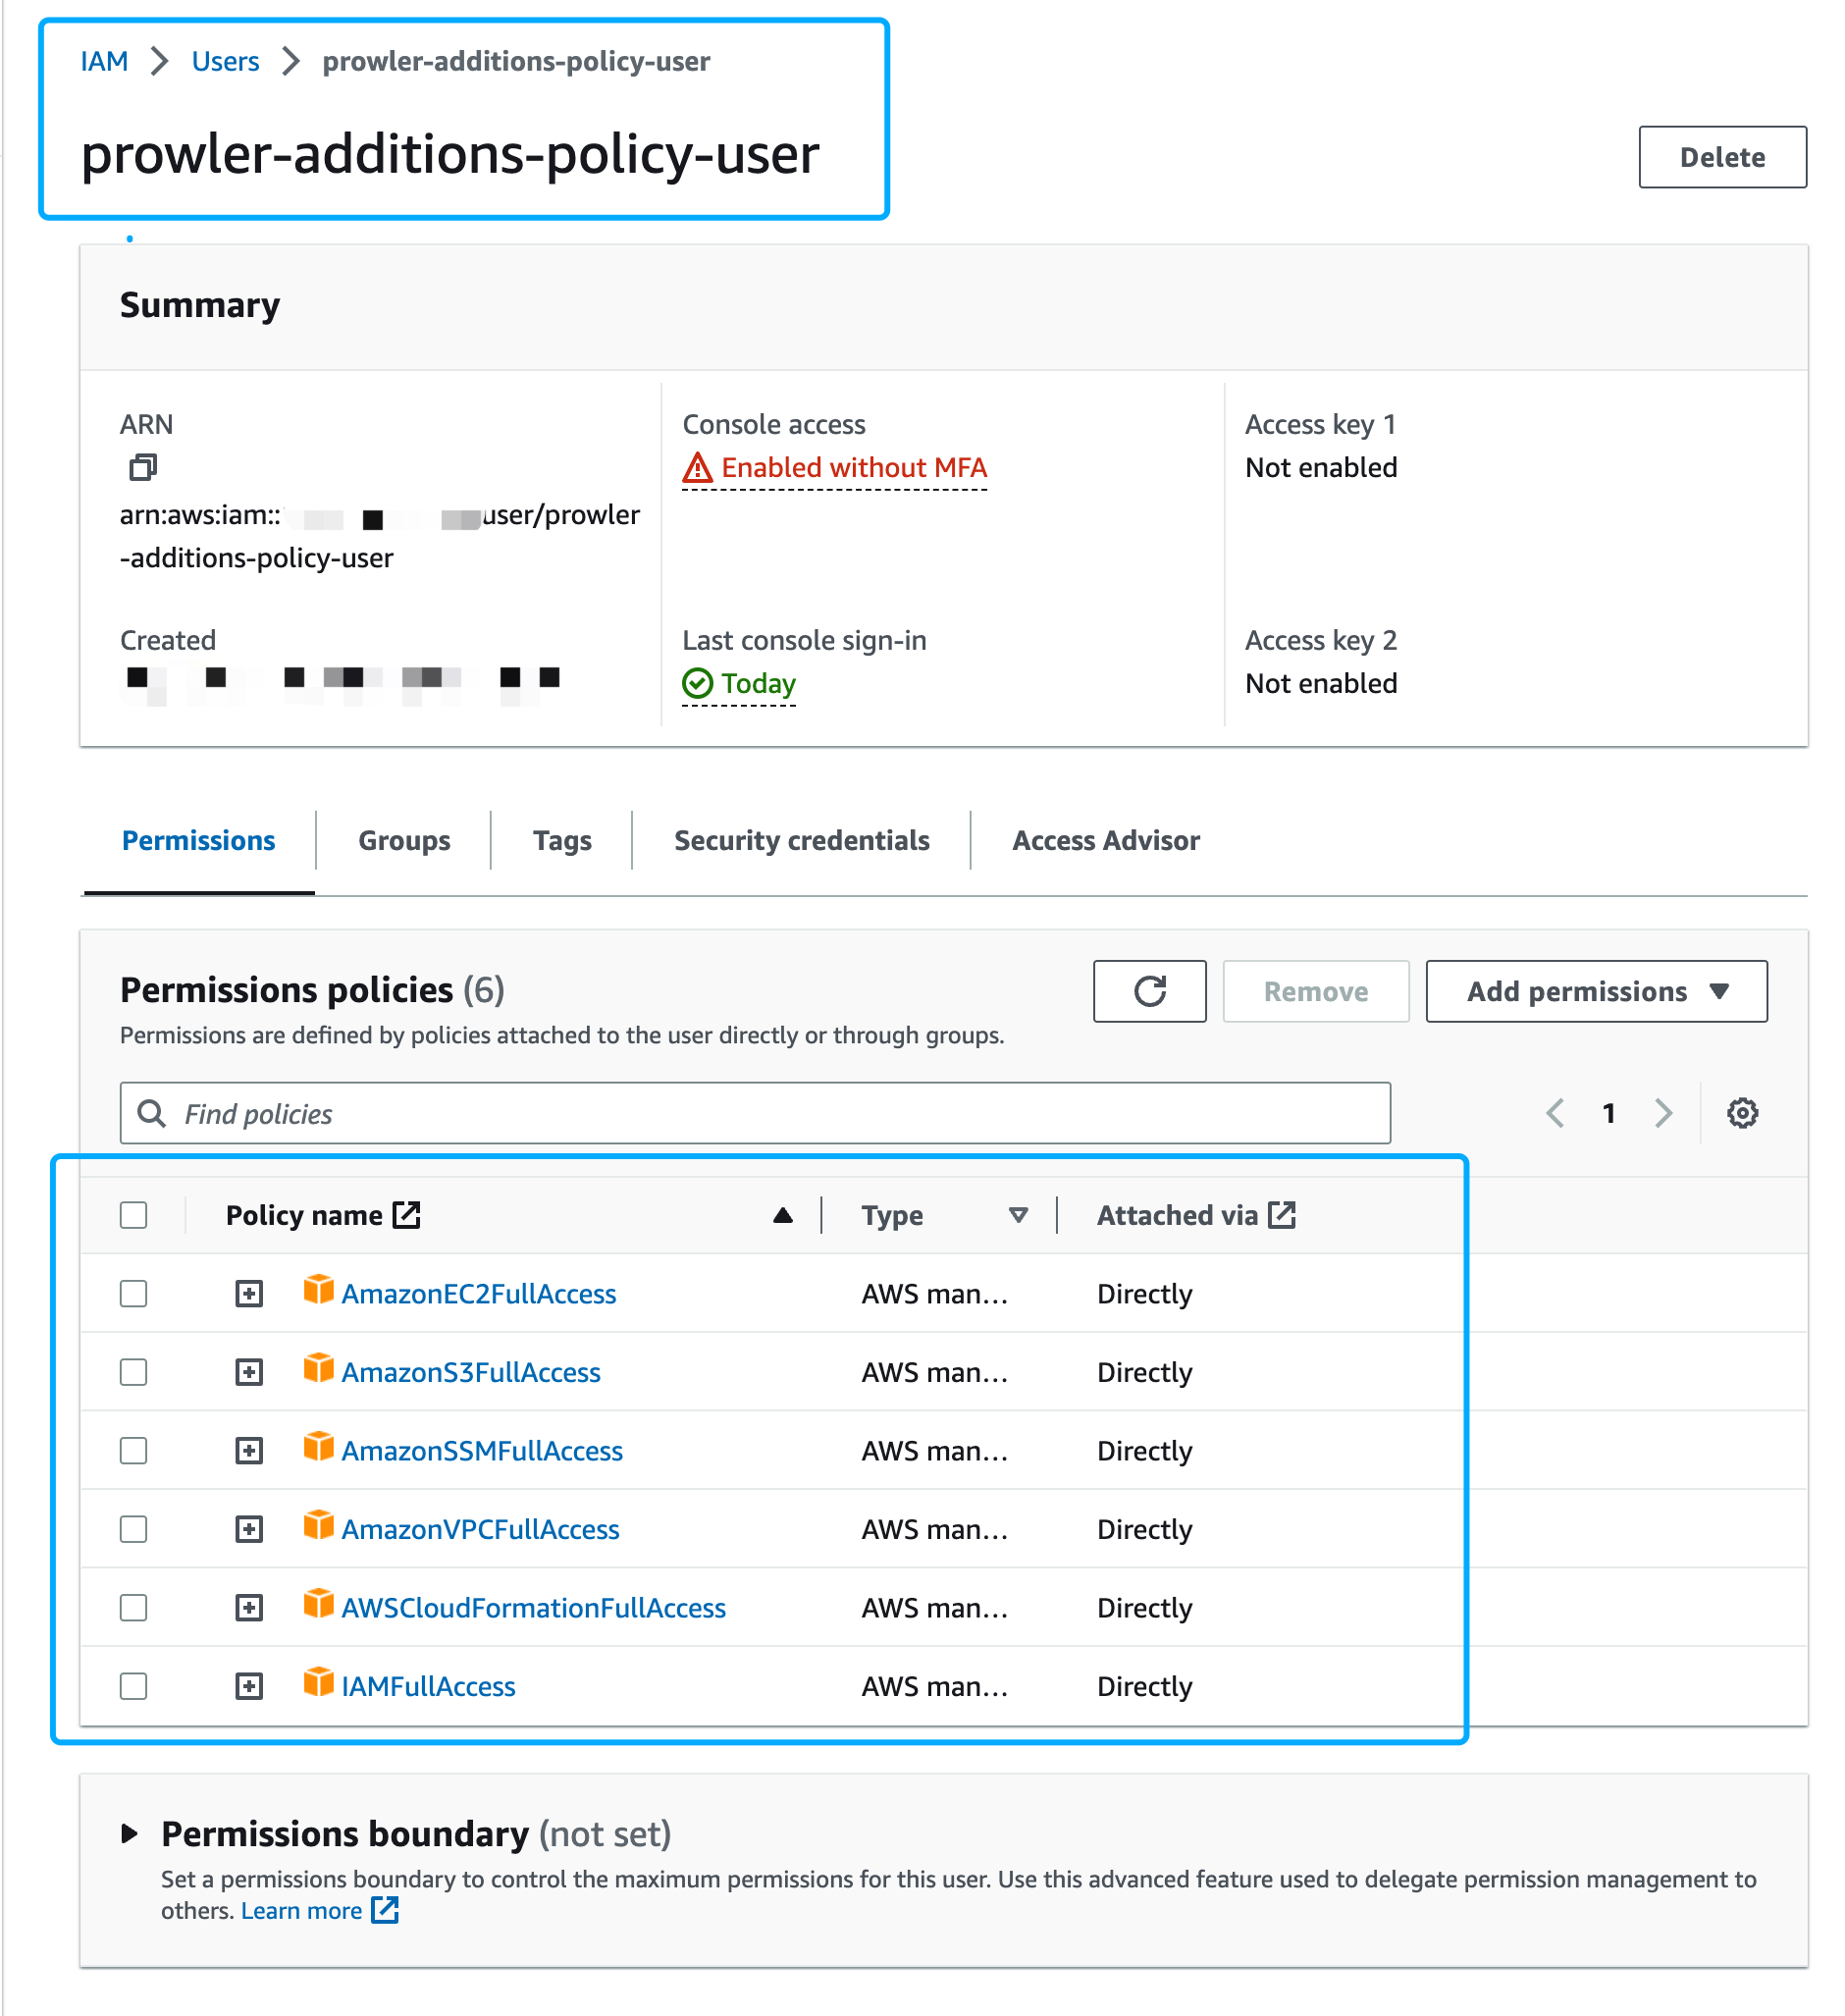 IAM > Users > prowler-additions-policy-user
prowler-additions-policy-user
Delete
Summary
ARN
arn:aws:iam:: user/prowler
-additions-policy-user
Console access
Enabled without MFA
Access key 1
Not enabled
Created
Last console sign-in
Today
Access key 2
Not enabled
Permissions
Groups
Tags
Security credentials
Access Advisor
Permissions policies (6)
Remove
Add permissions
Permissions are defined by policies attached to the user directly or through groups.
Find policies
1
Policy name
Type
Attached via
AmazonEC2FullAccess AWS man... Directly
AmazonS3FullAccess AWS man... Directly
AmazonSSMFullAccess AWS man... Directly
AmazonVPCFullAccess AWS man... Directly
AWSCloudFormationFullAccess AWS man... Directly
IAMFullAccess AWS man... Directly
Permissions boundary (not set)
Set a permissions boundary to control the maximum permissions for this user. Use this advanced feature used to delegate permission management to
others. Learn more